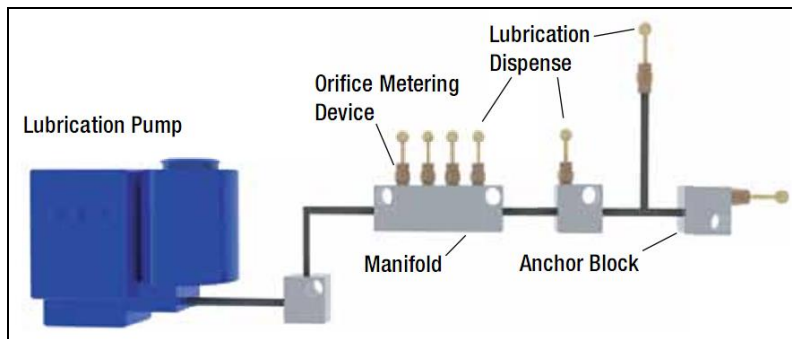 Lubrication
Dispense
Orifice Metering
Device
Lubrication Pump
Manifold
Anchor Block